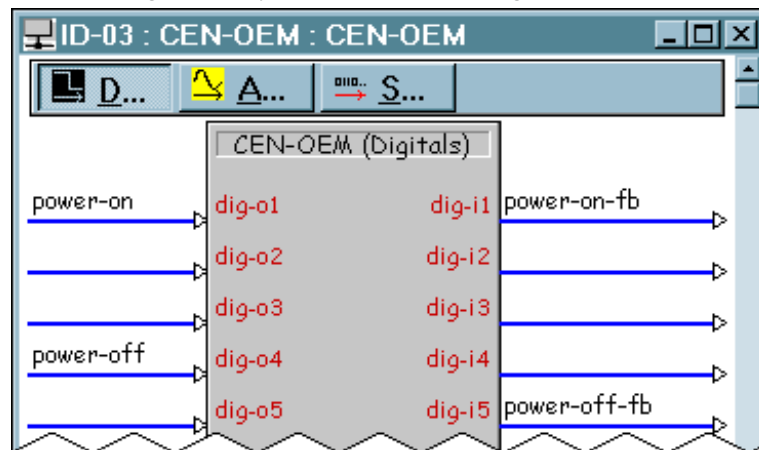 ID-03 : CEN-OEM : CEN-OEM
D... A... S...
CEN-OEM (Digitals)
power-on dig-o1 dig-i1 power-on-fb
dig-o2 dig-i2
dig-o3 dig-i3
power-off dig-o4 dig-i4
dig-o5 dig-i5 power-off-fb